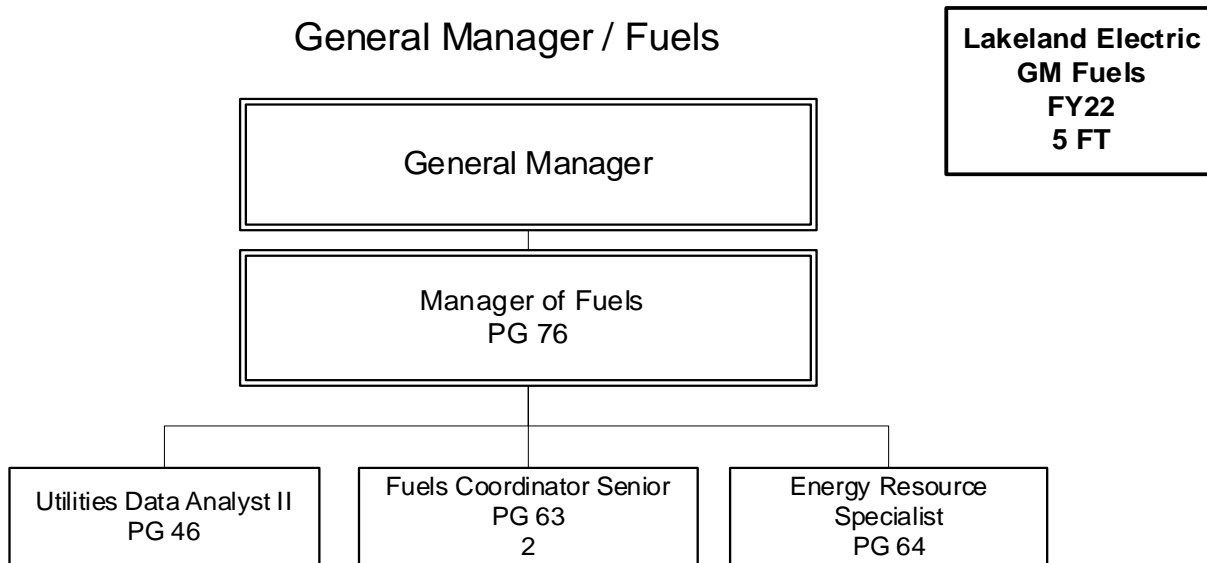 General Manager / Fuels
Lakeland Electric
GM Fuels
FY22
5 FT
General Manager
Manager of Fuels
PG 76
Utilities Data Analyst II
PG 46
Fuels Coordinator Senior
PG 63
2
Energy Resource
Specialist
PG 64